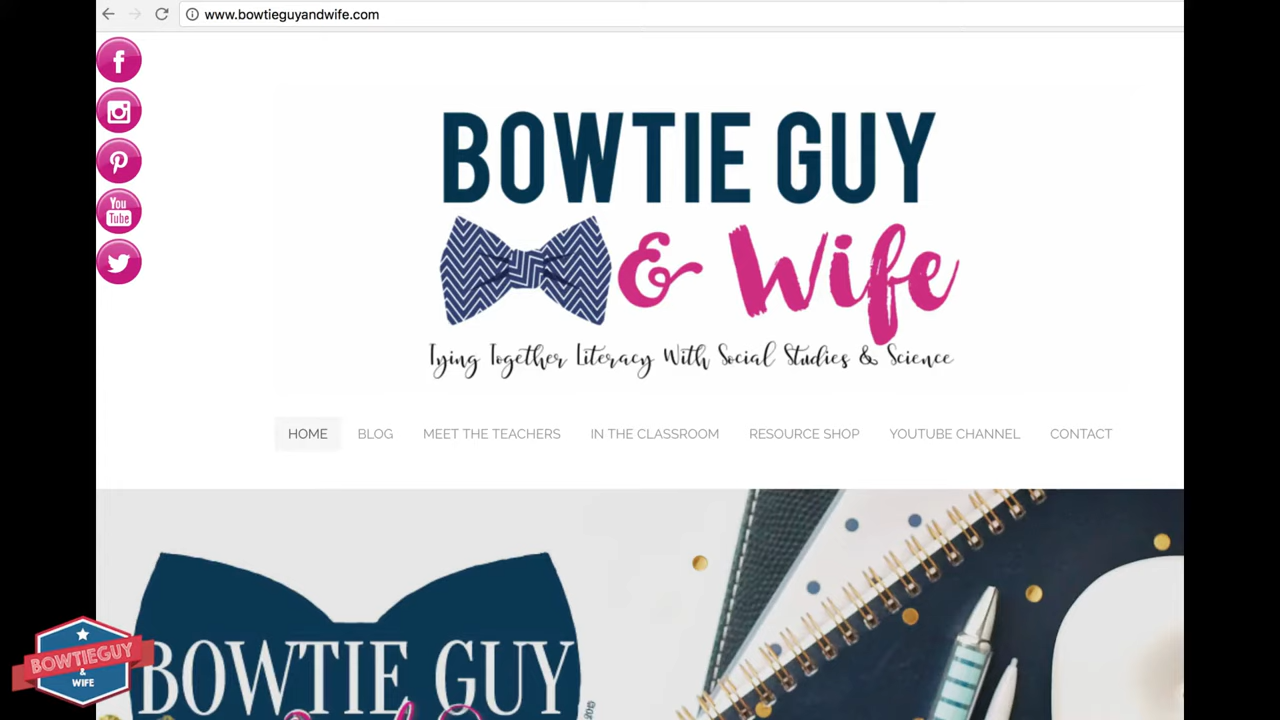 www.bowtieguyandwife.com
You
Tube
BOWTIE GUY
& Wife
Tying Together Literacy With Social Studies & Science
HOME BLOG MEET THE TEACHERS IN THE CLASSROOM RESOURCE SHOP YOUTUBE CHANNEL CONTACT
BOWTIE GUY
BOWTIEGUY
&
WIFE